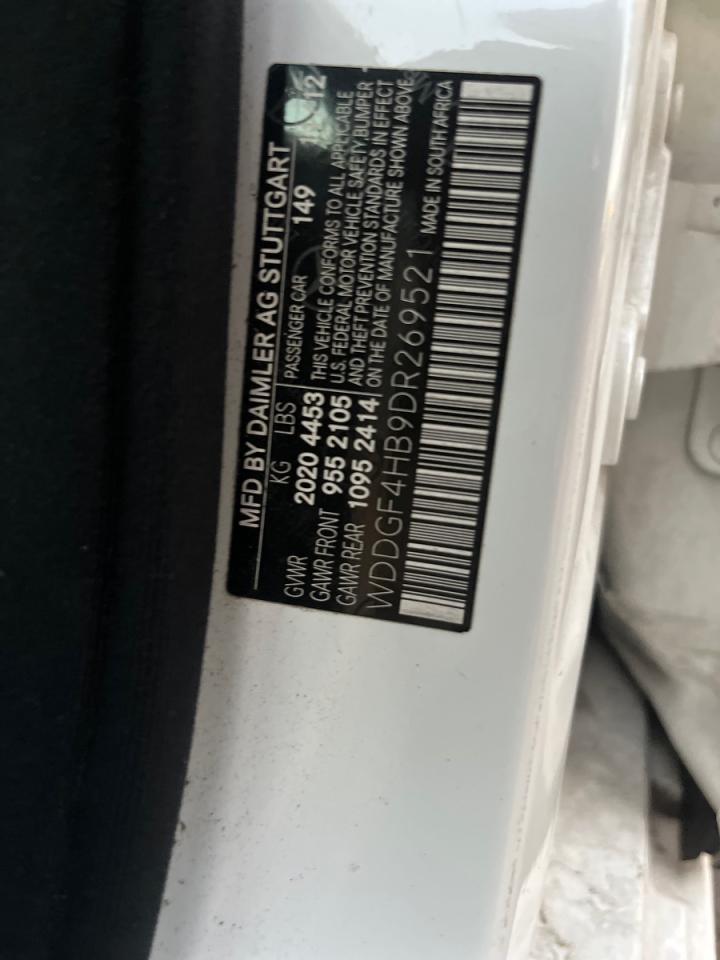 MFD BY DAIMLER AG STUTTGART
KG LBS PASSENGER CAR 149 12
GVWR 2020 4453
GAWR FRONT 955 2105
GAWR REAR 1095 2414
THIS VEHICLE CONFORMS TO ALL APPLICABLE
U.S. FEDERAL MOTOR VEHICLE SAFETY, BUMPER
AND THEFT PREVENTION STANDARDS IN EFFECT
ON THE DATE OF MANUFACTURE SHOWN ABOVE
WDDGF4HB9DR269521
MADE IN SOUTH AFRICA